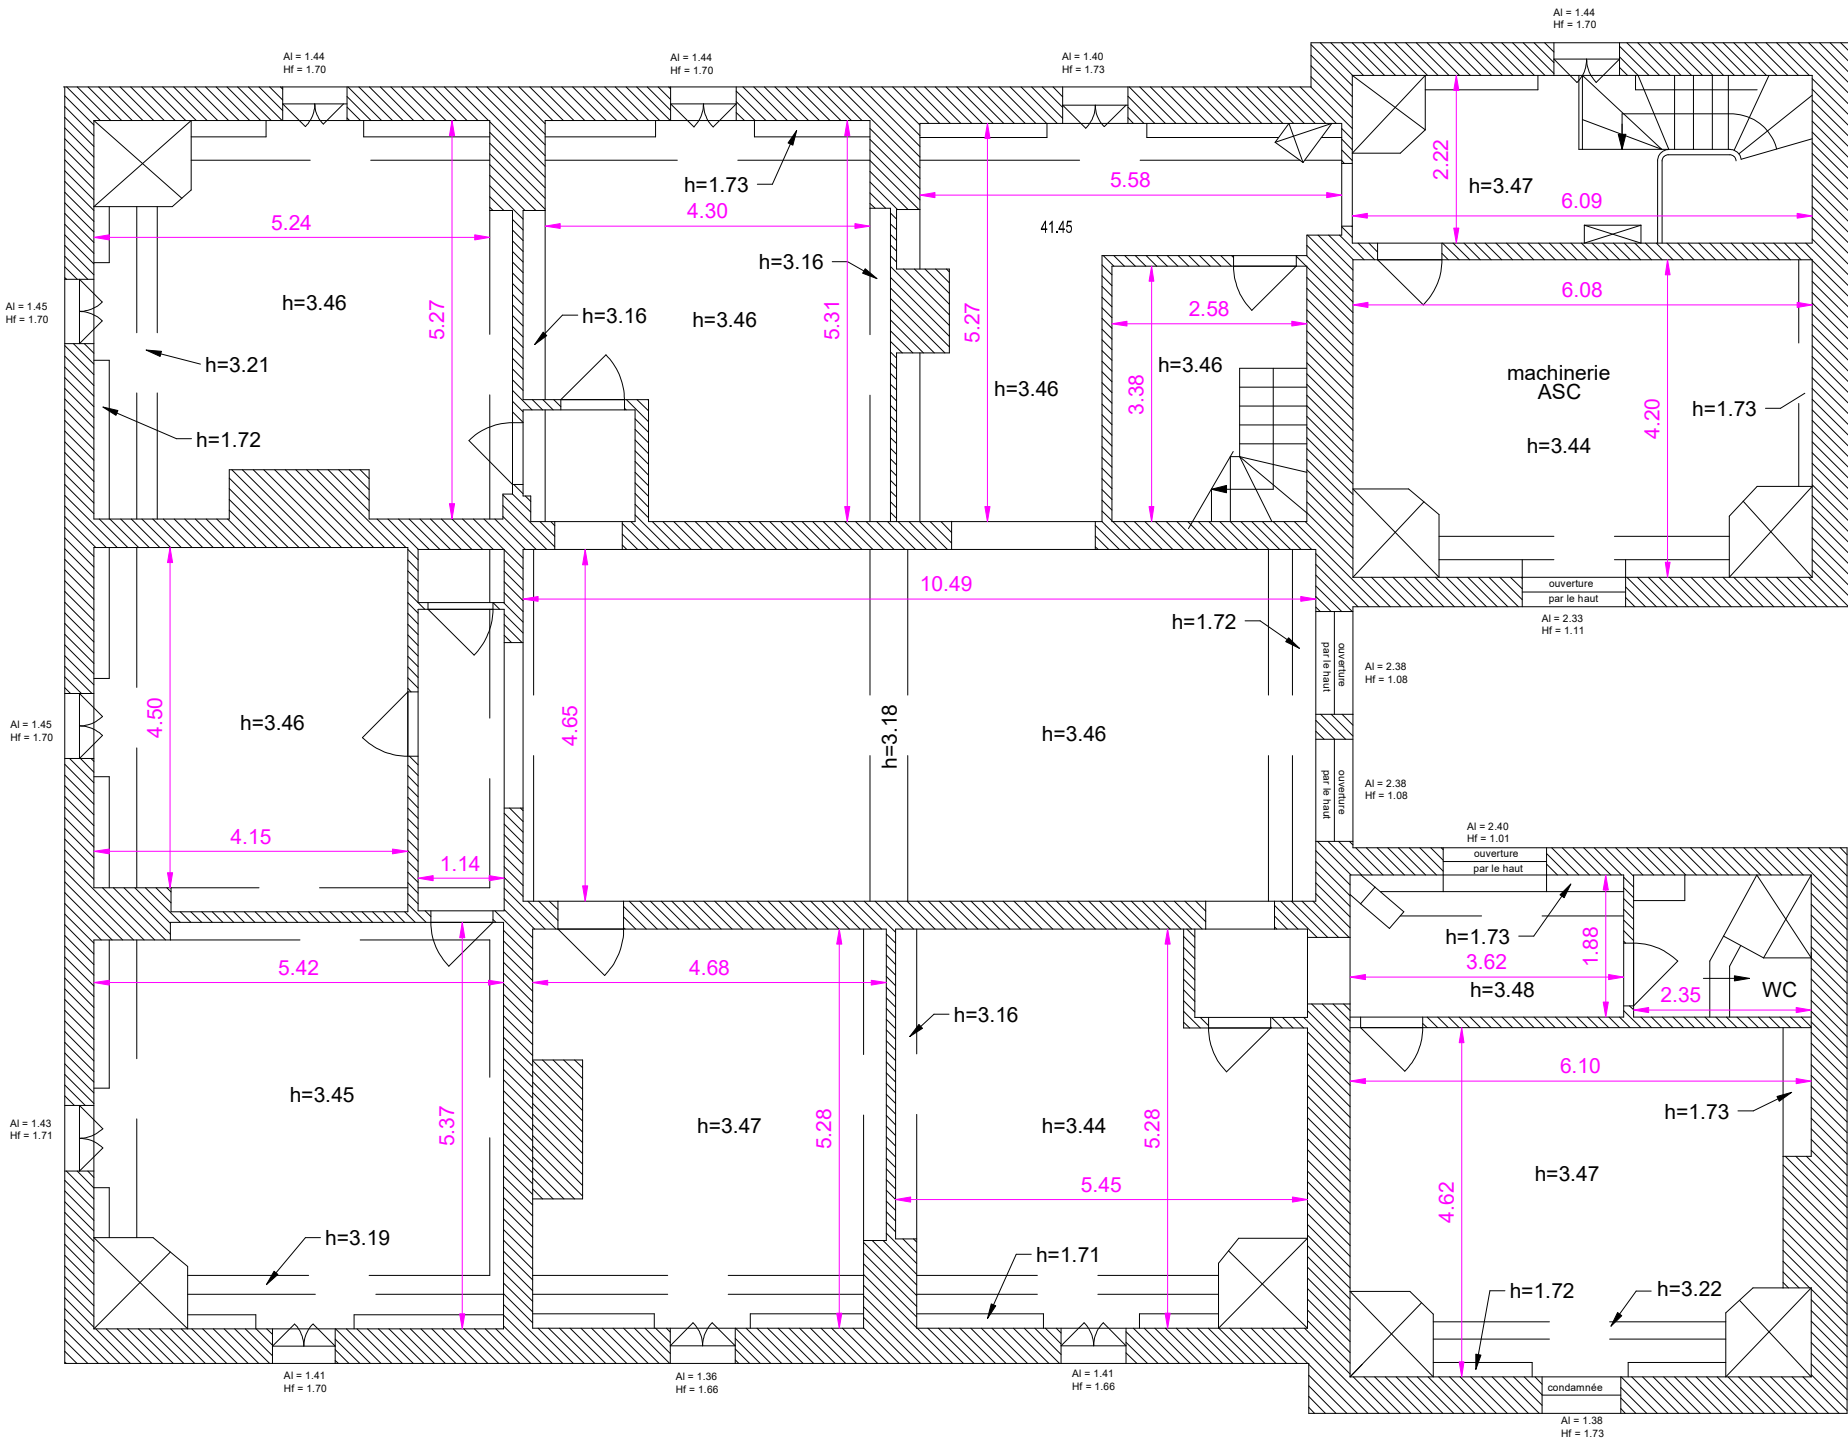 Al = 1.44
Hf = 1.70
Al = 1.44
Hf = 1.70
Al = 1.40
Hf = 1.73
Al = 1.44
Hf = 1.70
h=1.73
5.58
2.22
h=3.47
5.24
4.30
41.45
6.09
h=3.46
5.27
h=3.16
h=3.46
h=3.16
5.31
5.27
2.58
6.08
Al = 1.45
Hf = 1.70
h=3.21
h=3.46
h=3.46
3.38
machinerie
ASC
h=1.73
4.20
h=1.72
h=3.44
10.49
ouverture
par le haut
Al = 2.33
Hf = 1.11
h=1.72
ouverture
par le haut
Al = 2.38
Hf = 1.08
4.50
h=3.46
4.65
h=3.18
h=3.46
Al = 1.45
Hf = 1.70
ouverture
par le haut
Al = 2.38
Hf = 1.08
4.15
1.14
Al = 2.40
Hf = 1.01
ouverture
par le haut
h=1.73
1.88
5.42
4.68
3.62
h=3.48
2.35
WC
h=3.16
6.10
h=3.45
5.37
h=3.47
5.28
h=3.44
5.28
h=1.73
Al = 1.43
Hf = 1.71
5.45
4.62
h=3.47
h=3.19
h=1.71
h=1.72
h=3.22
Al = 1.41
Hf = 1.70
Al = 1.36
Hf = 1.66
Al = 1.41
Hf = 1.66
condamnée
Al = 1.38
Hf = 1.73